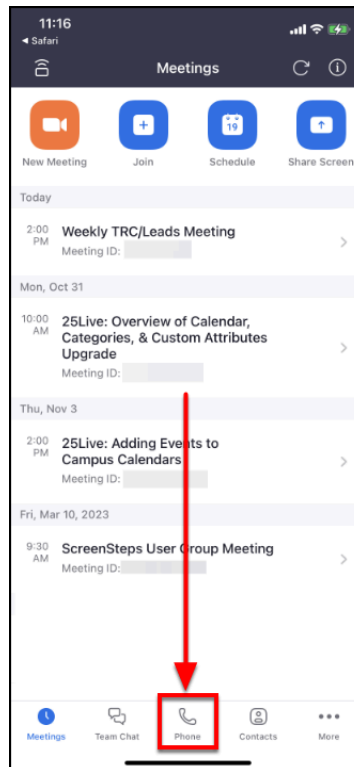 11:16
◄ Safari
Meetings
New Meeting
Join
19
Schedule
Share Screen
Today
2:00 PM
Weekly TRC/Leads Meeting
Meeting ID:
Mon, Oct 31
10:00 AM
25Live: Overview of Calendar,
Categories, & Custom Attributes
Upgrade
Meeting ID:
Thu, Nov 3
2:00 PM
25Live: Adding Events to
Campus Calendars
Meeting ID:
Fri, Mar 10, 2023
9:30 AM
ScreenSteps User Group Meeting
Meeting ID:
Meetings
Team Chat
Phone
Contacts
More